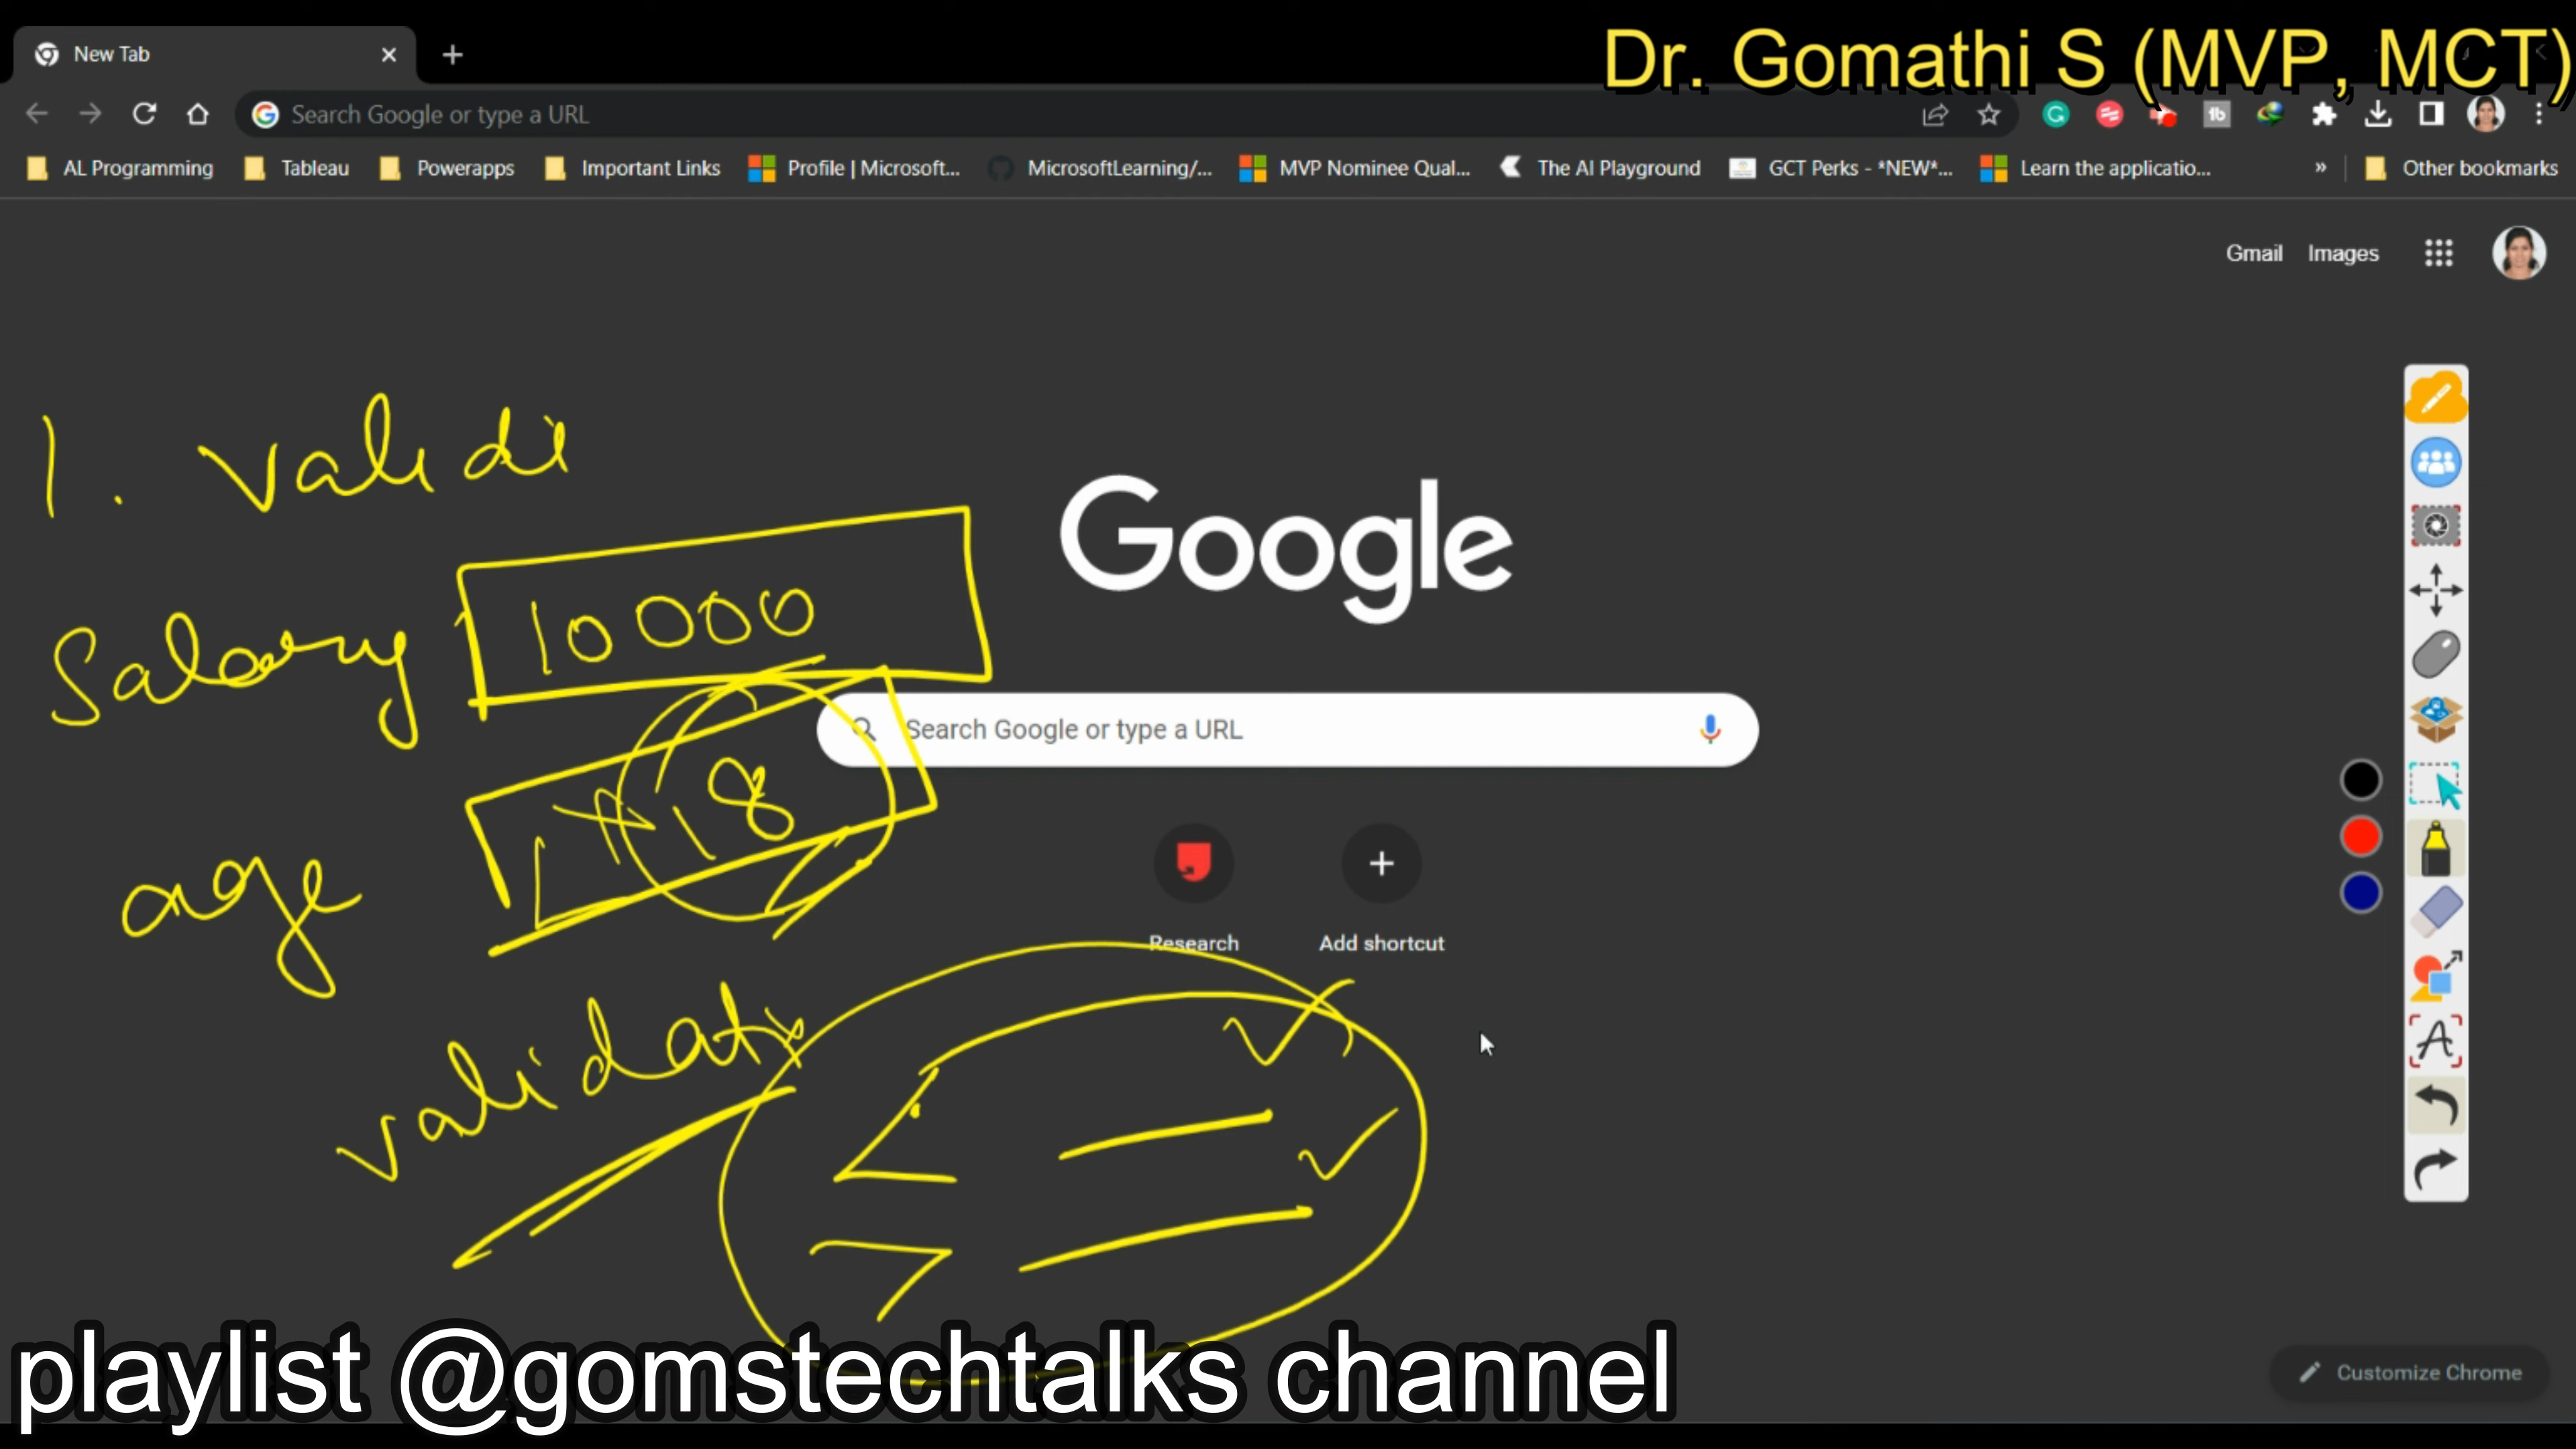 New Tab
Dr. Gomathi S (MVP, MCT)
Search Google or type a URL
AL Programming Tableau Powerapps Important Links Profile | Microsoft... MicrosoftLearning/... MVP Nominee Qual... The AI Playground GCT Perks - *NEW*... Learn the applicatio... » Other bookmarks
Gmail Images
1. Validi
Google
Salary 10000
Search Google or type a URL
age 18
Research Add shortcut
validati
<
>
playlist @gomstechtalks channel
Customize Chrome